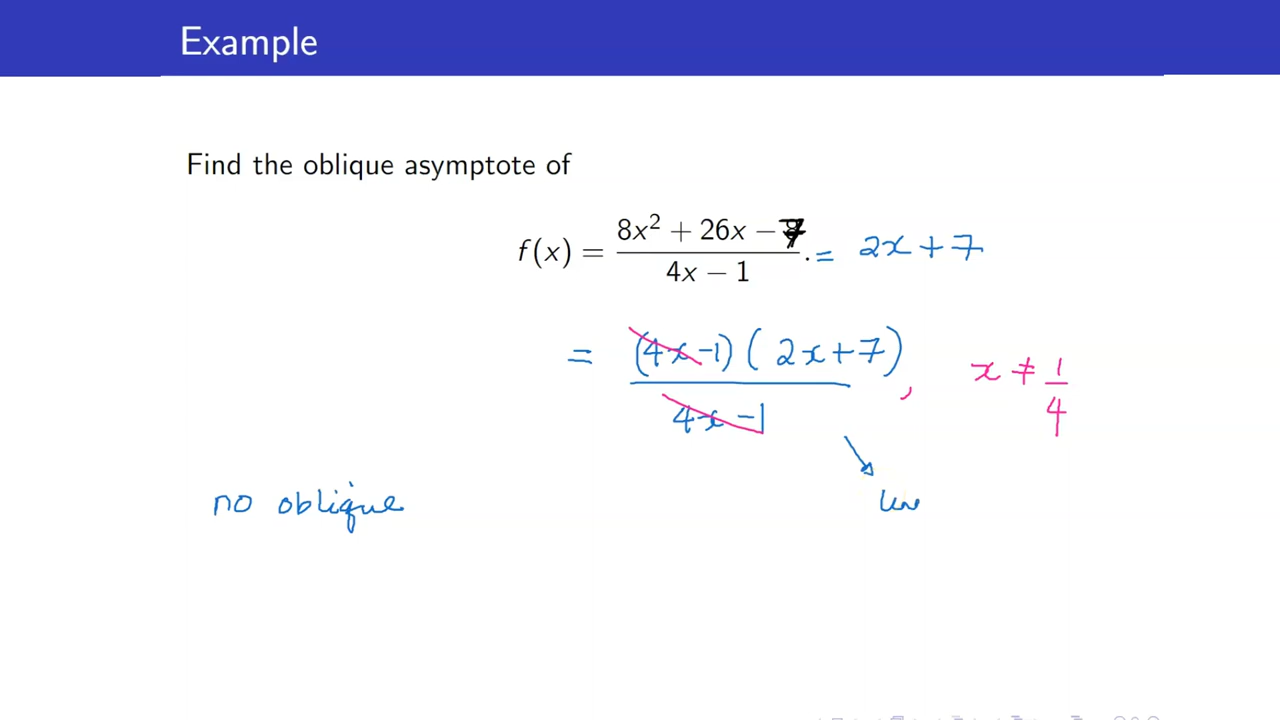 Example
Find the oblique asymptote of
f(x) = (8x² + 26x − 7)/(4x − 1). = 2x + 7
= (4x −1)(2x+7)/(4x −1), x ≠ 1/4
no oblique